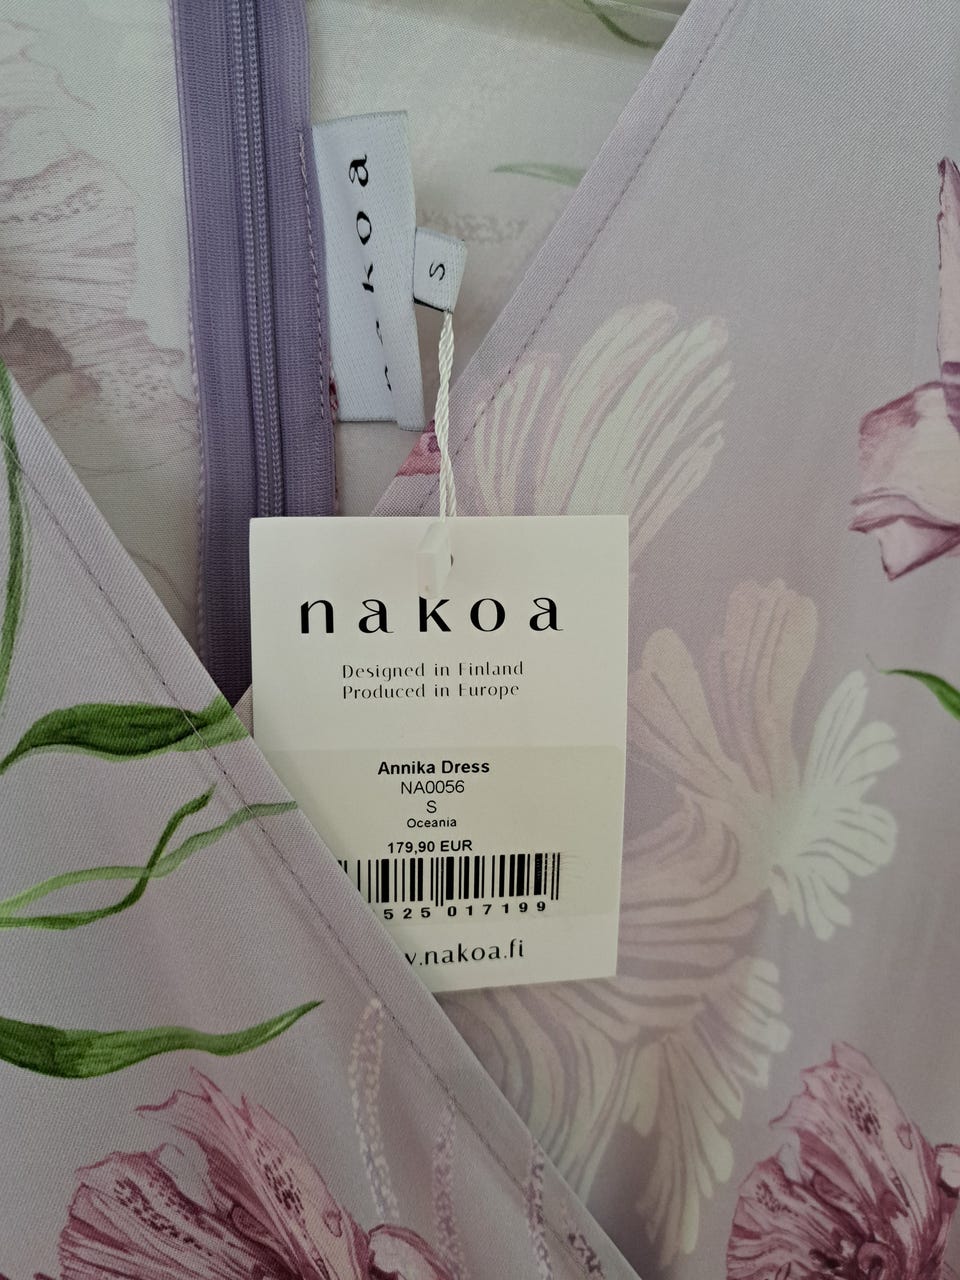 nakoa
S
nakoa
Designed in Finland
Produced in Europe
Annika Dress
NA0056
S
Oceania
179,90 EUR
525 017199
.nakoa.fi